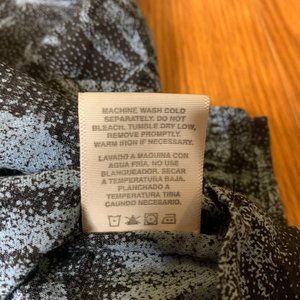 MACHINE WASH COLD
SEPARATELY. DO NOT
BLEACH. TUMBLE DRY LOW,
REMOVE PROMPTLY.
WARM IRON IF NECESSARY.
LAVADO A MAQUINA CON
AGUA FRIA. NO USE
BLANQUEADOR. SECAR
A TEMPERATURA BAJA.
PLANCHADO A
TEMPERATURA TIBIA
CUANDO NECESARIO.